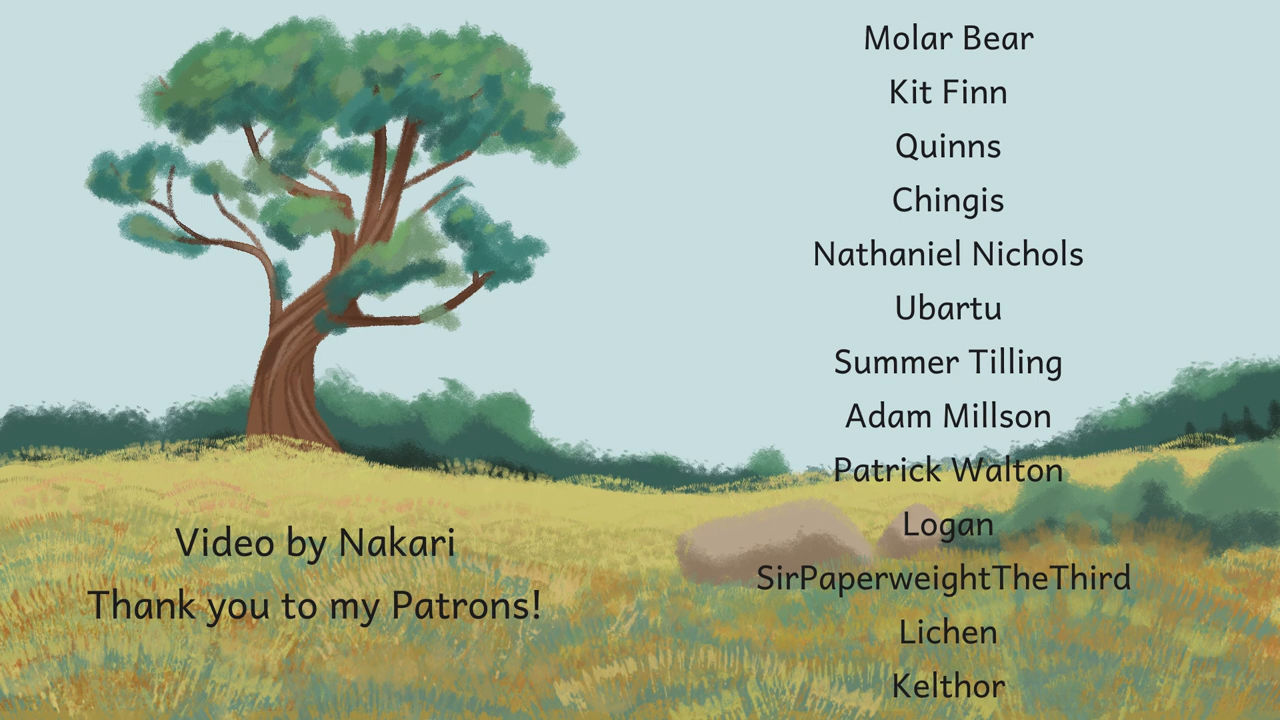 Video by Nakari
Thank you to my Patrons!
Molar Bear
Kit Finn
Quinns
Chingis
Nathaniel Nichols
Ubartu
Summer Tilling
Adam Millson
Patrick Walton
Logan
SirPaperweightTheThird
Lichen
Kelthor